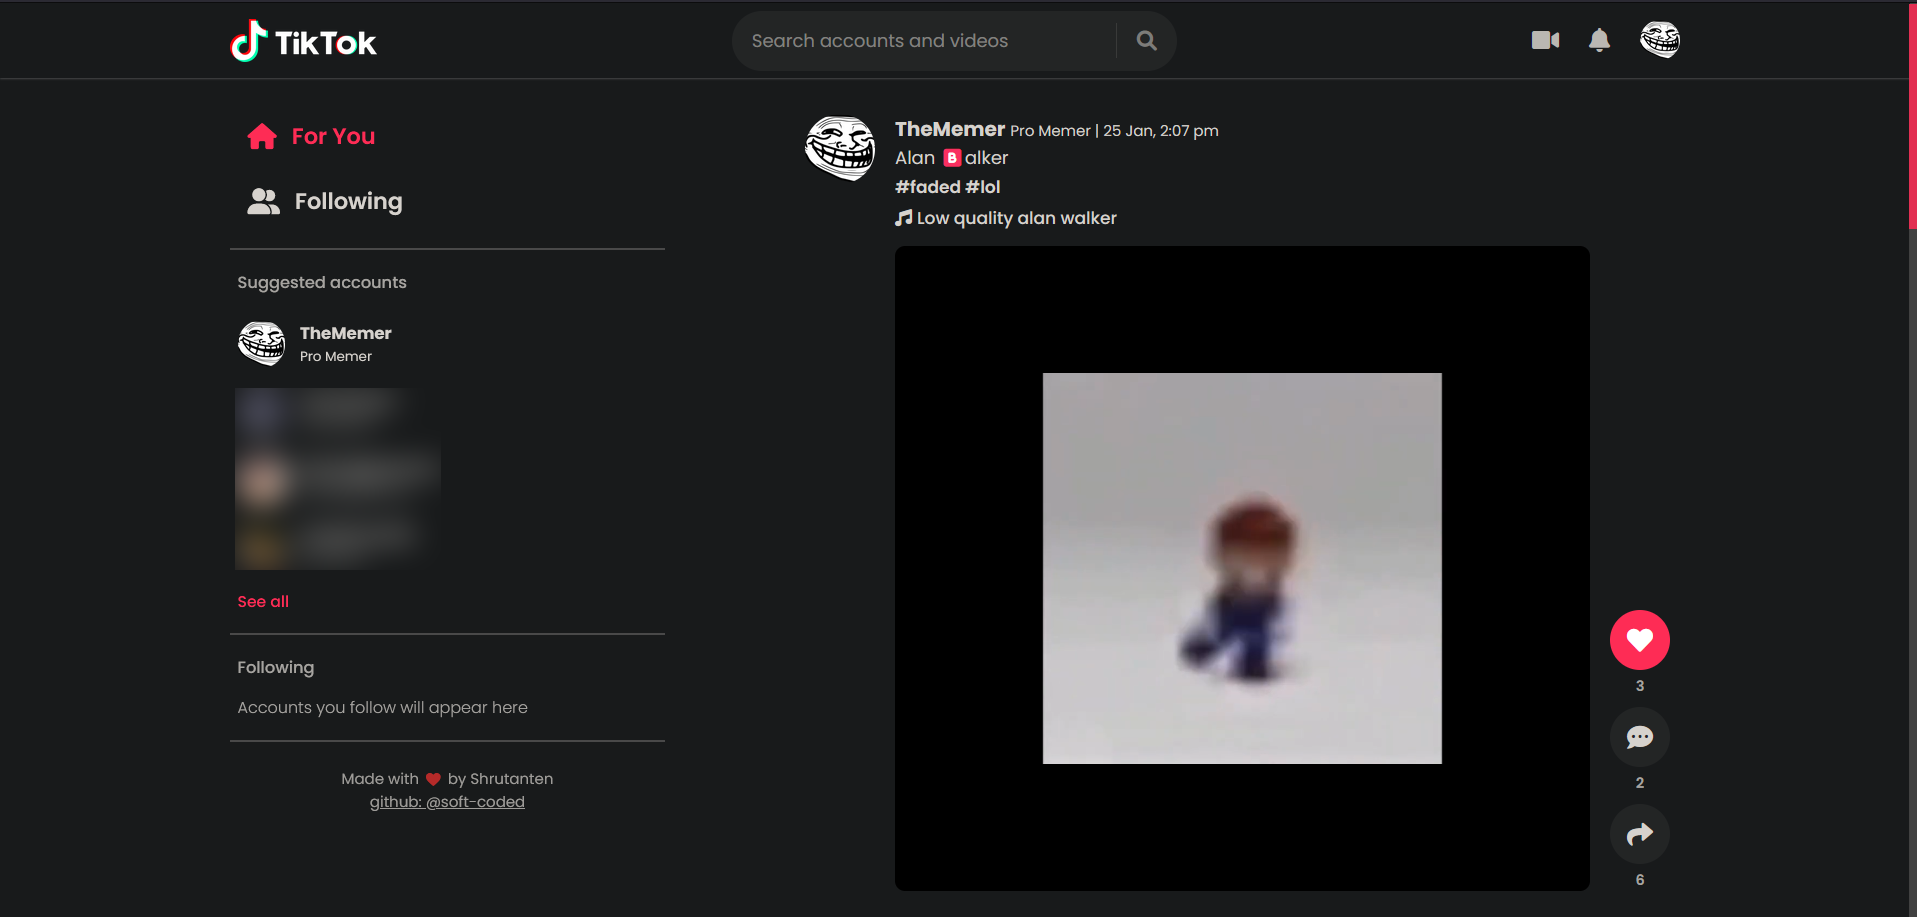 TikTok
Search accounts and videos
For You
Following
Suggested accounts
TheMemer
Pro Memer
See all
Following
Accounts you follow will appear here
Made with ❤ by Shrutanten
github: @soft-coded
TheMemer Pro Memer | 25 Jan, 2:07 pm
Alan 🅱alker
#faded #lol
Low quality alan walker
3
2
6